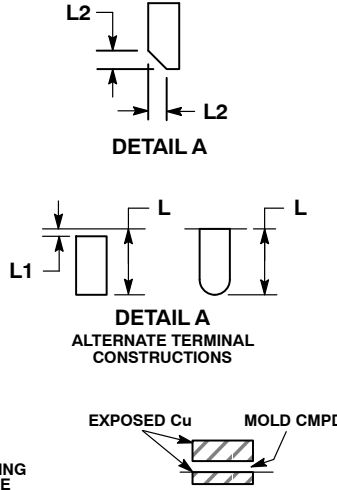 L2
L2
DETAIL A
L
L
L1
DETAIL A
ALTERNATE TERMINAL
CONSTRUCTIONS
EXPOSED Cu
MOLD CMPD